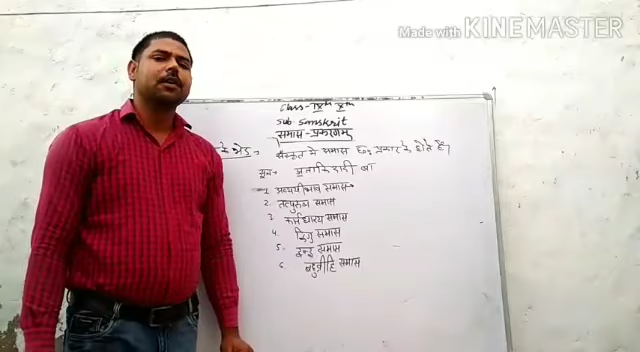 Made with KINEMASTER
Class - IXth Xth
Sub Sanskrit
समास - प्रकरणम्
के भेद = संस्कृत में समास छः प्रकार के होते हैं।
सूत्र = बा
1. अव्ययीभाव समास
2. तत्पुरुष समास
3. कर्मधारय समास
4. द्विगु समास
5. द्वन्द्व समास
6. बहुव्रीहि समास